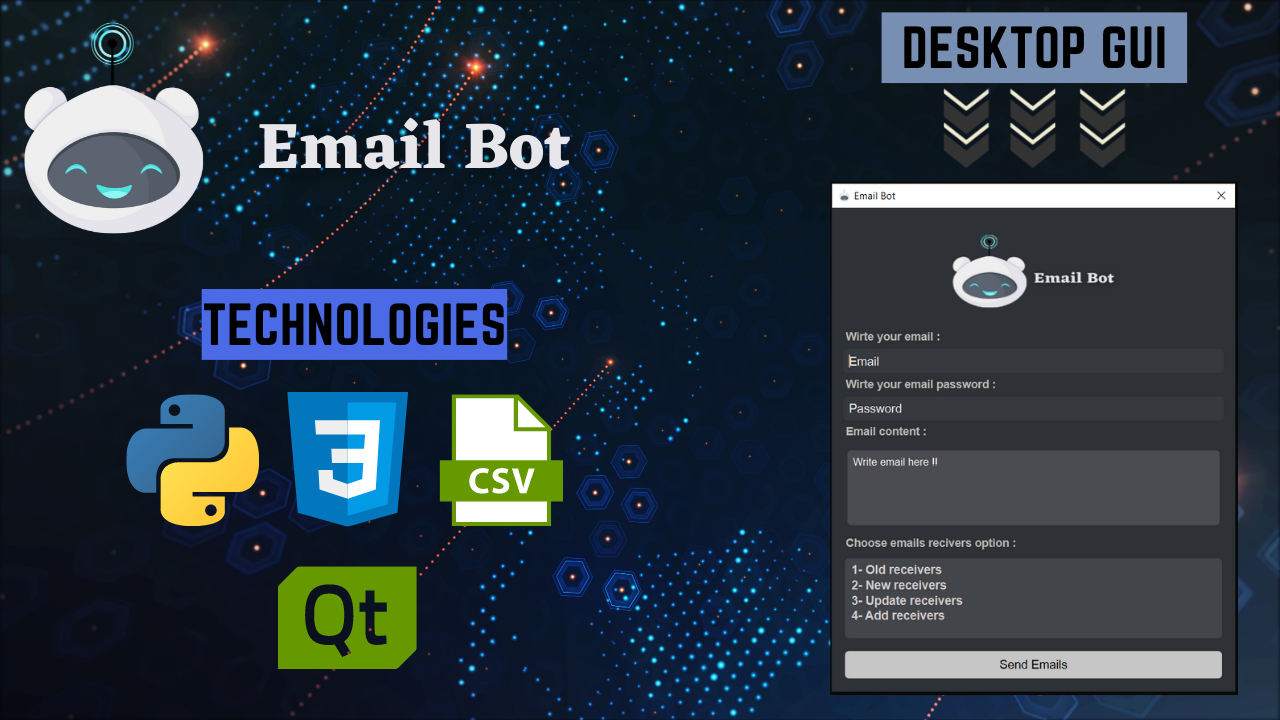 Email Bot
TECHNOLOGIES
3
CSV
Qt
DESKTOP GUI
Email Bot
Email Bot
Wirte your email :
Email
Wirte your email password :
Password
Email content :
Write email here !!
Choose emails recivers option :
1- Old receivers
2- New receivers
3- Update receivers
4- Add receivers
Send Emails